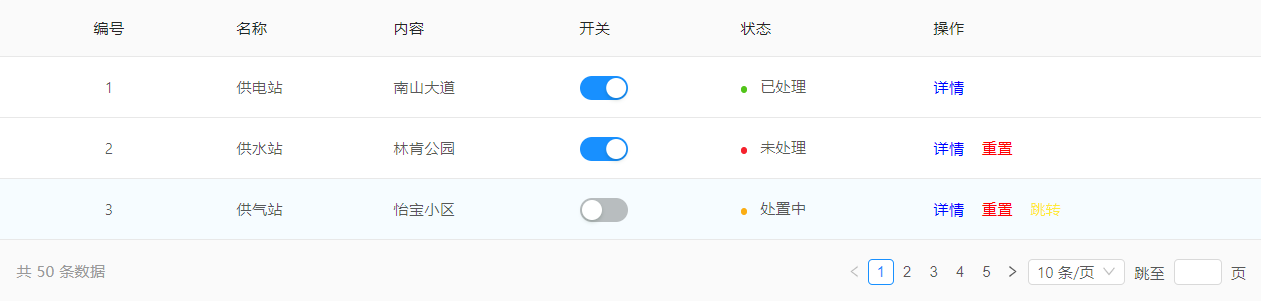 编号 名称 内容 开关 状态 操作
1 供电站 南山大道 已处理 详情
2 供水站 林肯公园 未处理 详情 重置
3 供气站 怡宝小区 处置中 详情 重置 跳转
共 50 条数据 1 2 3 4 5 10 条/页 跳至 页